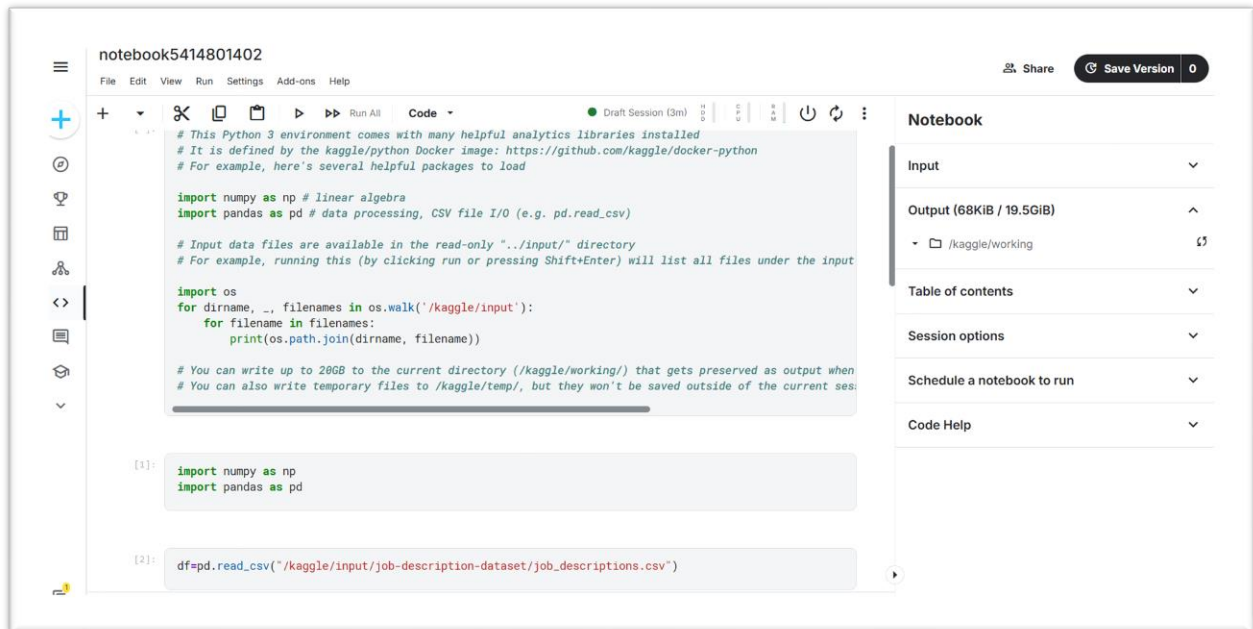 notebook5414801402
File Edit View Run Settings Add-ons Help
Share
Save Version 0
Run All
Code
Draft Session (3m)
HDD
CPU
RAM
# This Python 3 environment comes with many helpful analytics libraries installed
# It is defined by the kaggle/python Docker image: https://github.com/kaggle/docker-python
# For example, here's several helpful packages to load
import numpy as np # linear algebra
import pandas as pd # data processing, CSV file I/O (e.g. pd.read_csv)
# Input data files are available in the read-only "../input/" directory
# For example, running this (by clicking run or pressing Shift+Enter) will list all files under the input
import os
for dirname, _, filenames in os.walk('/kaggle/input'):
for filename in filenames:
print(os.path.join(dirname, filename))
# You can write up to 20GB to the current directory (/kaggle/working/) that gets preserved as output when
# You can also write temporary files to /kaggle/temp/, but they won't be saved outside of the current ses
[1]:
import numpy as np
import pandas as pd
[2]:
df=pd.read_csv("/kaggle/input/job-description-dataset/job_descriptions.csv")
Notebook
Input
Output (68KiB / 19.5GiB)
/kaggle/working
Table of contents
Session options
Schedule a notebook to run
Code Help
1